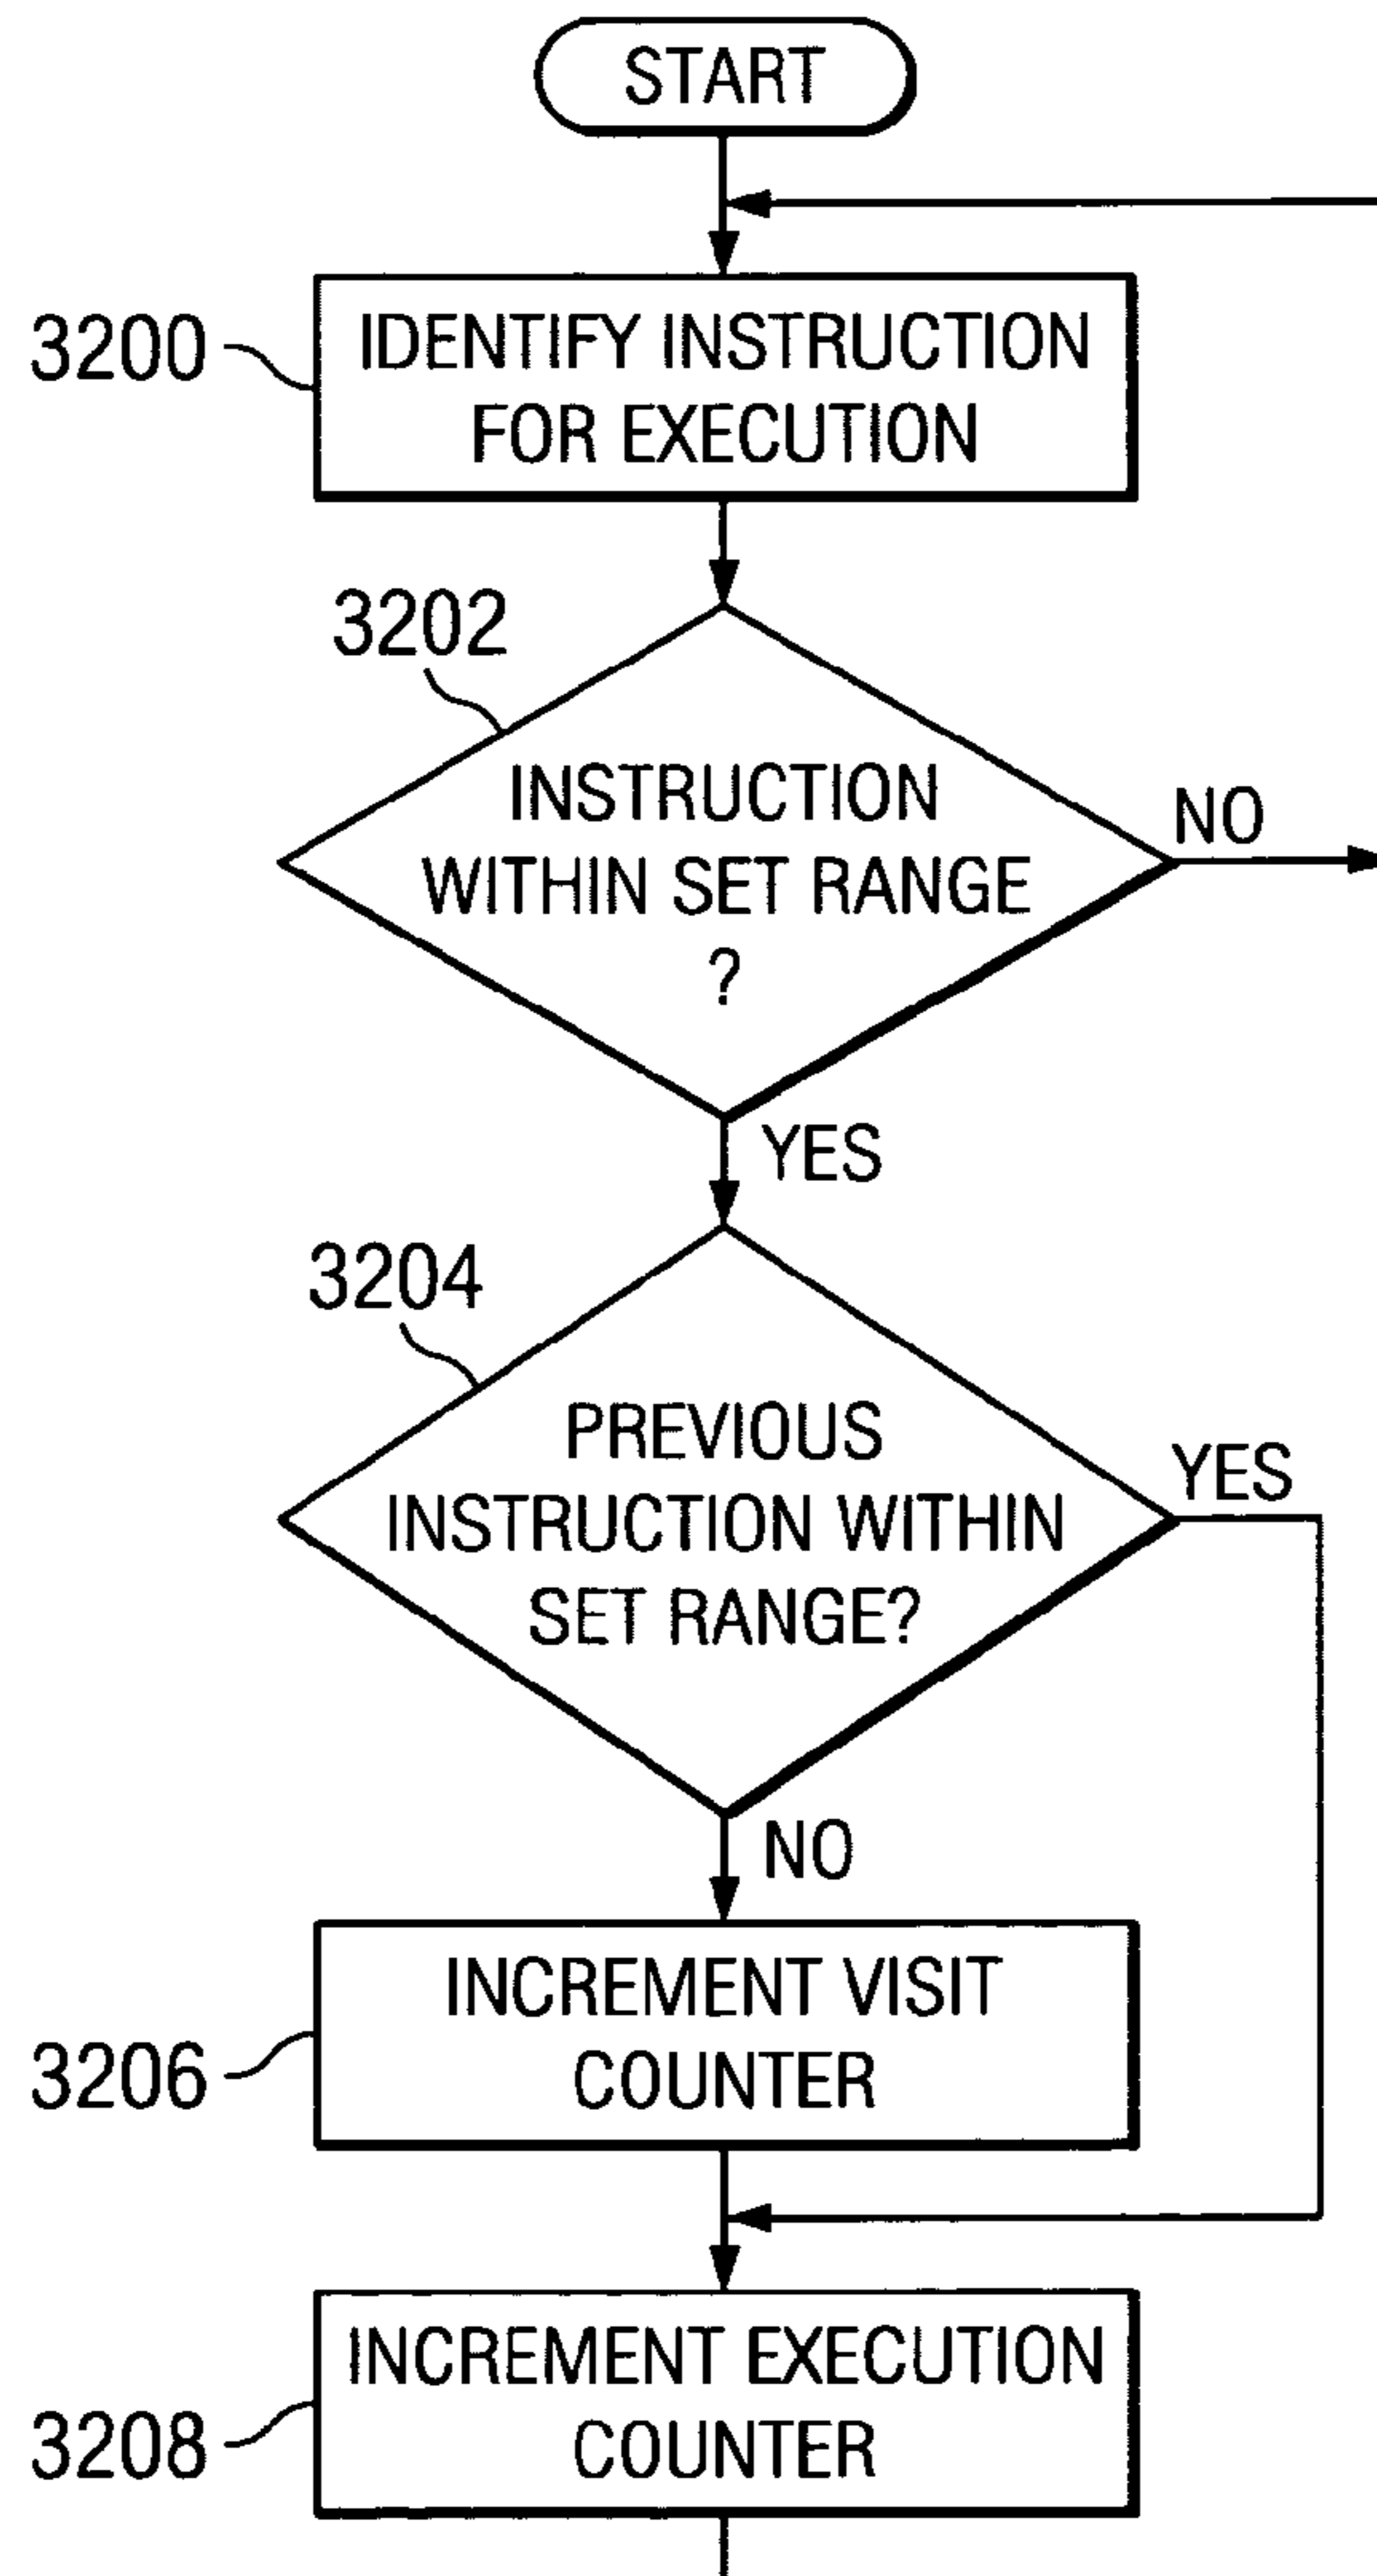 START
3200
IDENTIFY INSTRUCTION
FOR EXECUTION
3202
INSTRUCTION
WITHIN SET RANGE
?
NO
YES
3204
PREVIOUS
INSTRUCTION WITHIN
SET RANGE?
YES
NO
3206
INCREMENT VISIT
COUNTER
3208
INCREMENT EXECUTION
COUNTER